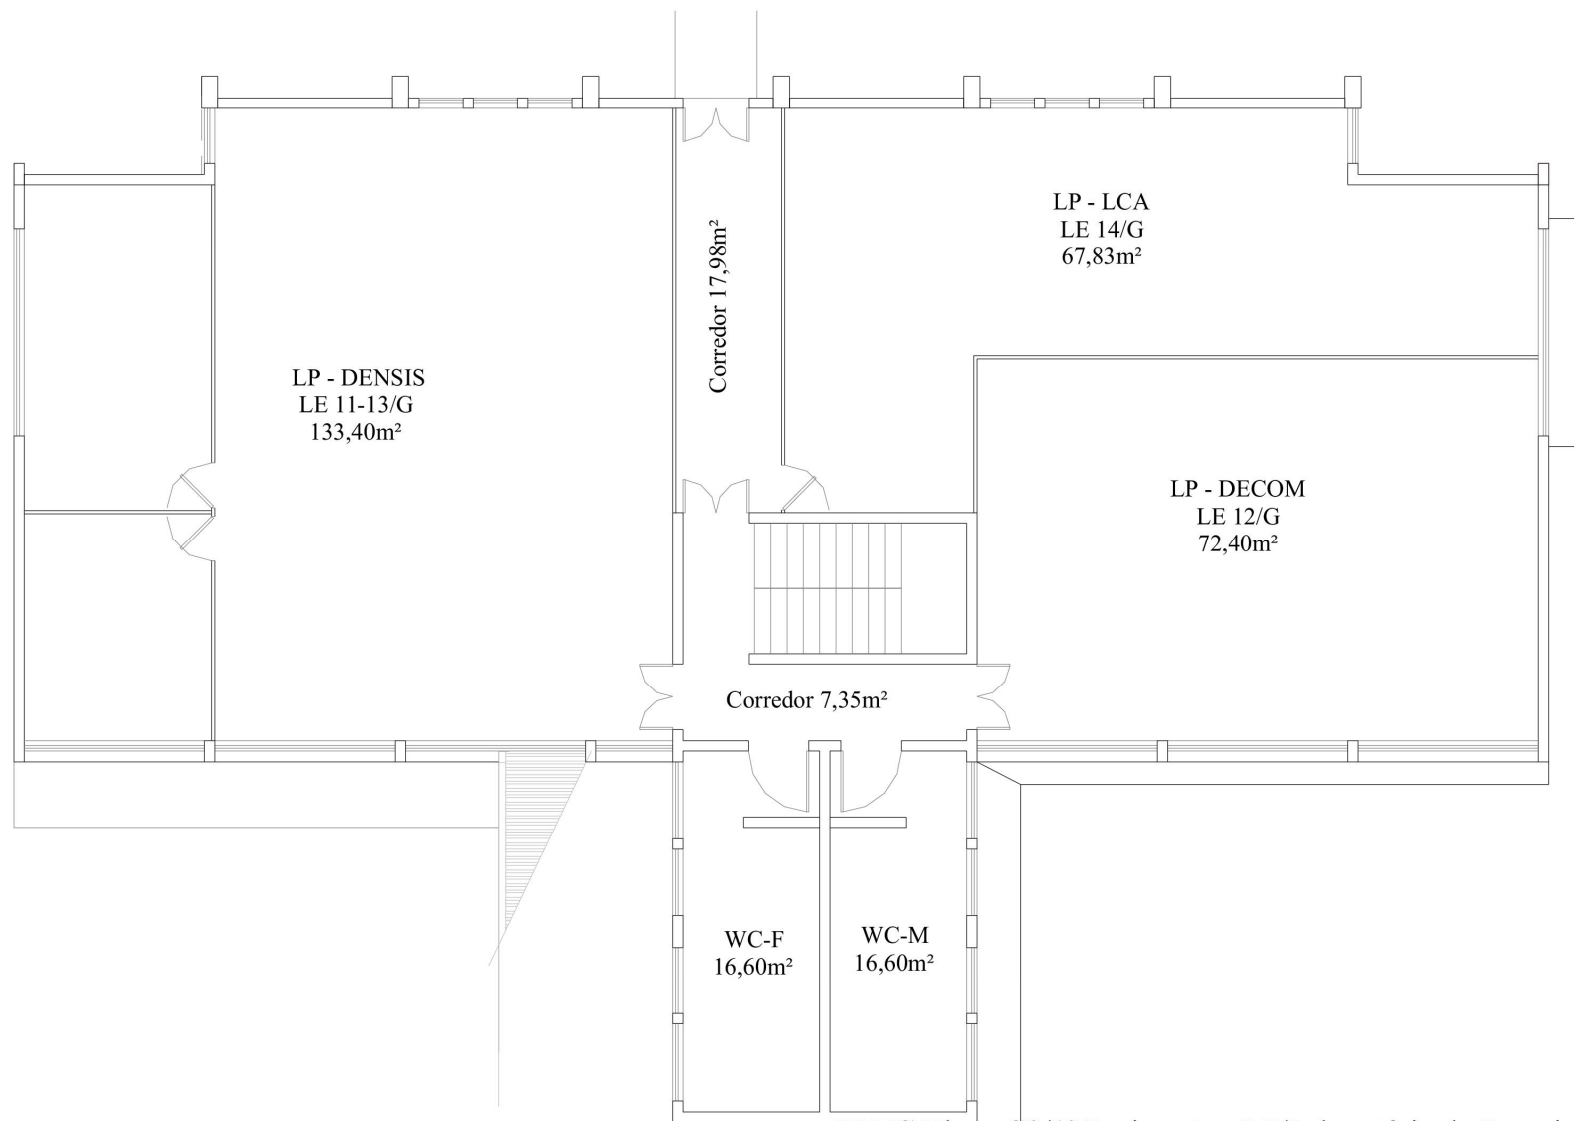 LP - LCA
LE 14/G
67,83m²
Corredor 17,98m²
LP - DENSIS
LE 11-13/G
133,40m²
LP - DECOM
LE 12/G
72,40m²
Corredor 7,35m²
WC-F
16,60m²
WC-M
16,60m²